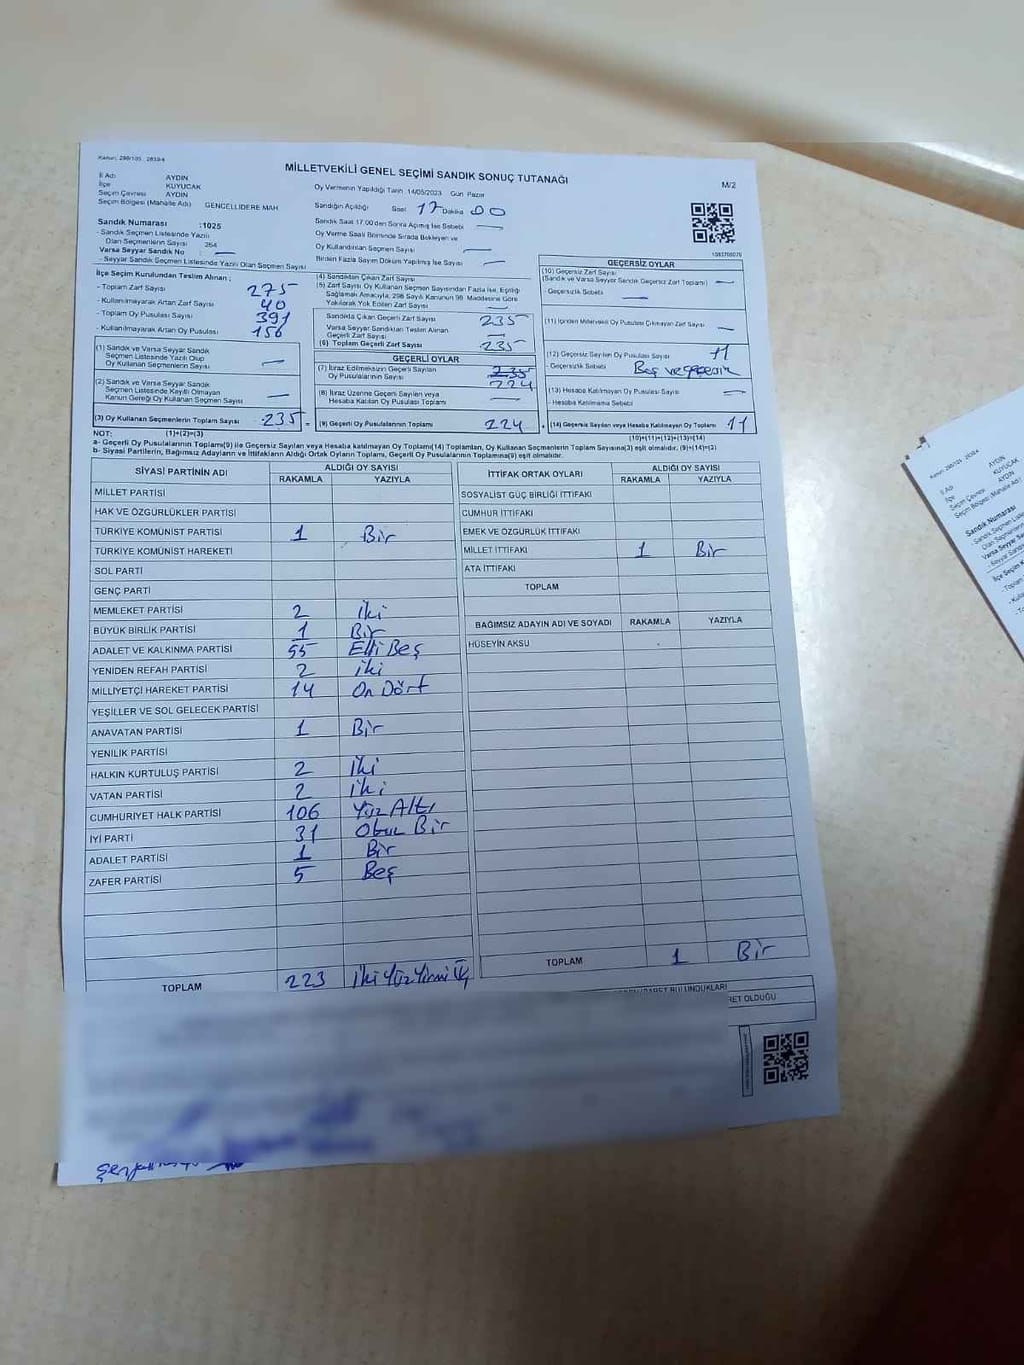 Kanun: 298/105 , 2839/4
MİLLETVEKİLİ GENEL SEÇİMİ SANDIK SONUÇ TUTANAĞI
M/2
İl Adı AYDIN
İlçe KUYUCAK
Seçim Çevresi AYDIN
Seçim Bölgesi (Mahalle Adı) GENCELLİDERE MAH
Oy Vermenin Yapıldığı Tarih 14/05/2023 Gün Pazar
Sandığın Açıldığı Saat 17 Dakika 00
Sandık Numarası :1025
- Sandık Seçmen Listesinde Yazılı
Olan Seçmenlerin Sayısı 264
Varsa Seyyar Sandık No : —
- Seyyar Sandık Seçmen Listesinde Yazılı Olan Seçmen Sayısı
Sandık Saat 17:00'den Sonra Açılmış İse Sebebi —
Oy Verme Saati Bitiminde Sırada Bekleyen ve
Oy Kullandırılan Seçmen Sayısı —
Birden Fazla Sayım Döküm Yapılmış İse Sayısı —
İlçe Seçim Kurulundan Teslim Alınan ;
- Toplam Zarf Sayısı 275
- Kullanılmayarak Artan Zarf Sayısı 40
- Toplam Oy Pusulası Sayısı 391
- Kullanılmayarak Artan Oy Pusulası 156
(1) Sandık ve Varsa Seyyar Sandık
Seçmen Listesinde Yazılı Olup
Oy Kullanan Seçmenlerin Sayısı —
(2) Sandık ve Varsa Seyyar Sandık
Seçmen Listesinde Kayıtlı Olmayan
Kanun Gereği Oy Kullanan Seçmen Sayısı —
(3) Oy Kullanan Seçmenlerin Toplam Sayısı 235
(4) Sandıktan Çıkan Zarf Sayısı
(5) Zarf Sayısı Oy Kullanan Seçmen Sayısından Fazla İse, Eşitliği
Sağlamak Amacıyla, 298 Sayılı Kanunun 98. Maddesine Göre
Yakılarak Yok Edilen Zarf Sayısı —
Sandıkta Çıkan Geçerli Zarf Sayısı 235
Varsa Seyyar Sandıktan Teslim Alınan
Geçerli Zarf Sayısı —
(6) Toplam Geçerli Zarf Sayısı 235
GEÇERLİ OYLAR
(7) İtiraz Edilmeksizin Geçerli Sayılan
Oy Pusulalarının Sayısı 235
224
(8) İtiraz Üzerine Geçerli Sayılan veya
Hesaba Katılan Oy Pusulası Toplamı —
(9) Geçerli Oy Pusulalarının Toplamı 224
GEÇERSİZ OYLAR
(10) Geçersiz Zarf Sayısı
(Sandık ve Varsa Seyyar Sandık Geçersiz Zarf Toplamı) —
- Geçersizlik Sebebi —
(11) İçinden Milletvekili Oy Pusulası Çıkmayan Zarf Sayısı —
(12) Geçersiz Sayılan Oy Pusulası Sayısı 11
- Geçersizlik Sebebi Boş ve geçersiz
(13) Hesaba Katılmayan Oy Pusulası Sayısı —
- Hesaba Katılmama Sebebi
(14) Geçersiz Sayılan veya Hesaba Katılmayan Oy Toplamı 11
NOT: (1)+(2)=(3) (10)+(11)+(12)+(13)=(14)
a- Geçerli Oy Pusulalarının Toplamı(9) ile Geçersiz Sayılan veya Hesaba katılmayan Oy Toplamı(14) Toplamları, Oy Kullanan Seçmenlerin Toplam Sayısına(3) eşit olmalıdır. (9)+(14)=(3)
b- Siyasi Partilerin, Bağımsız Adayların ve İttifakların Aldığı Ortak Oyların Toplamı, Geçerli Oy Pusulalarının Toplamına(9) eşit olmalıdır.
SİYASİ PARTİNİN ADI ALDIĞI OY SAYISI
RAKAMLA YAZIYLA
MİLLET PARTİSİ
HAK VE ÖZGÜRLÜKLER PARTİSİ
TÜRKİYE KOMÜNİST PARTİSİ 1 Bir
TÜRKİYE KOMÜNİST HAREKETİ
SOL PARTİ
GENÇ PARTİ
MEMLEKET PARTİSİ 2 iki
BÜYÜK BİRLİK PARTİSİ 1 Bir
ADALET VE KALKINMA PARTİSİ 55 Elli Beş
YENİDEN REFAH PARTİSİ 2 iki
MİLLİYETÇİ HAREKET PARTİSİ 14 On Dört
YEŞİLLER VE SOL GELECEK PARTİSİ
ANAVATAN PARTİSİ 1 Bir
YENİLİK PARTİSİ
HALKIN KURTULUŞ PARTİSİ 2 İki
VATAN PARTİSİ 2 iki
CUMHURİYET HALK PARTİSİ 106 Yüz Altı
İYİ PARTİ 31 Otuz Bir
ADALET PARTİSİ 1 Bir
ZAFER PARTİSİ 5 Beş
TOPLAM 223 iki Yüz Yirmi Üç
İTTİFAK ORTAK OYLARI ALDIĞI OY SAYISI
RAKAMLA YAZIYLA
SOSYALİST GÜÇ BİRLİĞİ İTTİFAKI
CUMHUR İTTİFAKI
EMEK VE ÖZGÜRLÜK İTTİFAKI
MİLLET İTTİFAKI 1 Bir
ATA İTTİFAKI
TOPLAM
BAĞIMSIZ ADAYIN ADI VE SOYADI RAKAMLA YAZIYLA
HÜSEYİN AKSU
TOPLAM 1 Bir
BULUNDUKLARI
OLDUĞU
AYDIN
KUYUCAK
AYDIN
İl Adı
İlçe
Seçim Çevresi
Seçim Bölgesi (Mahalle Adı)
Sandık Numarası